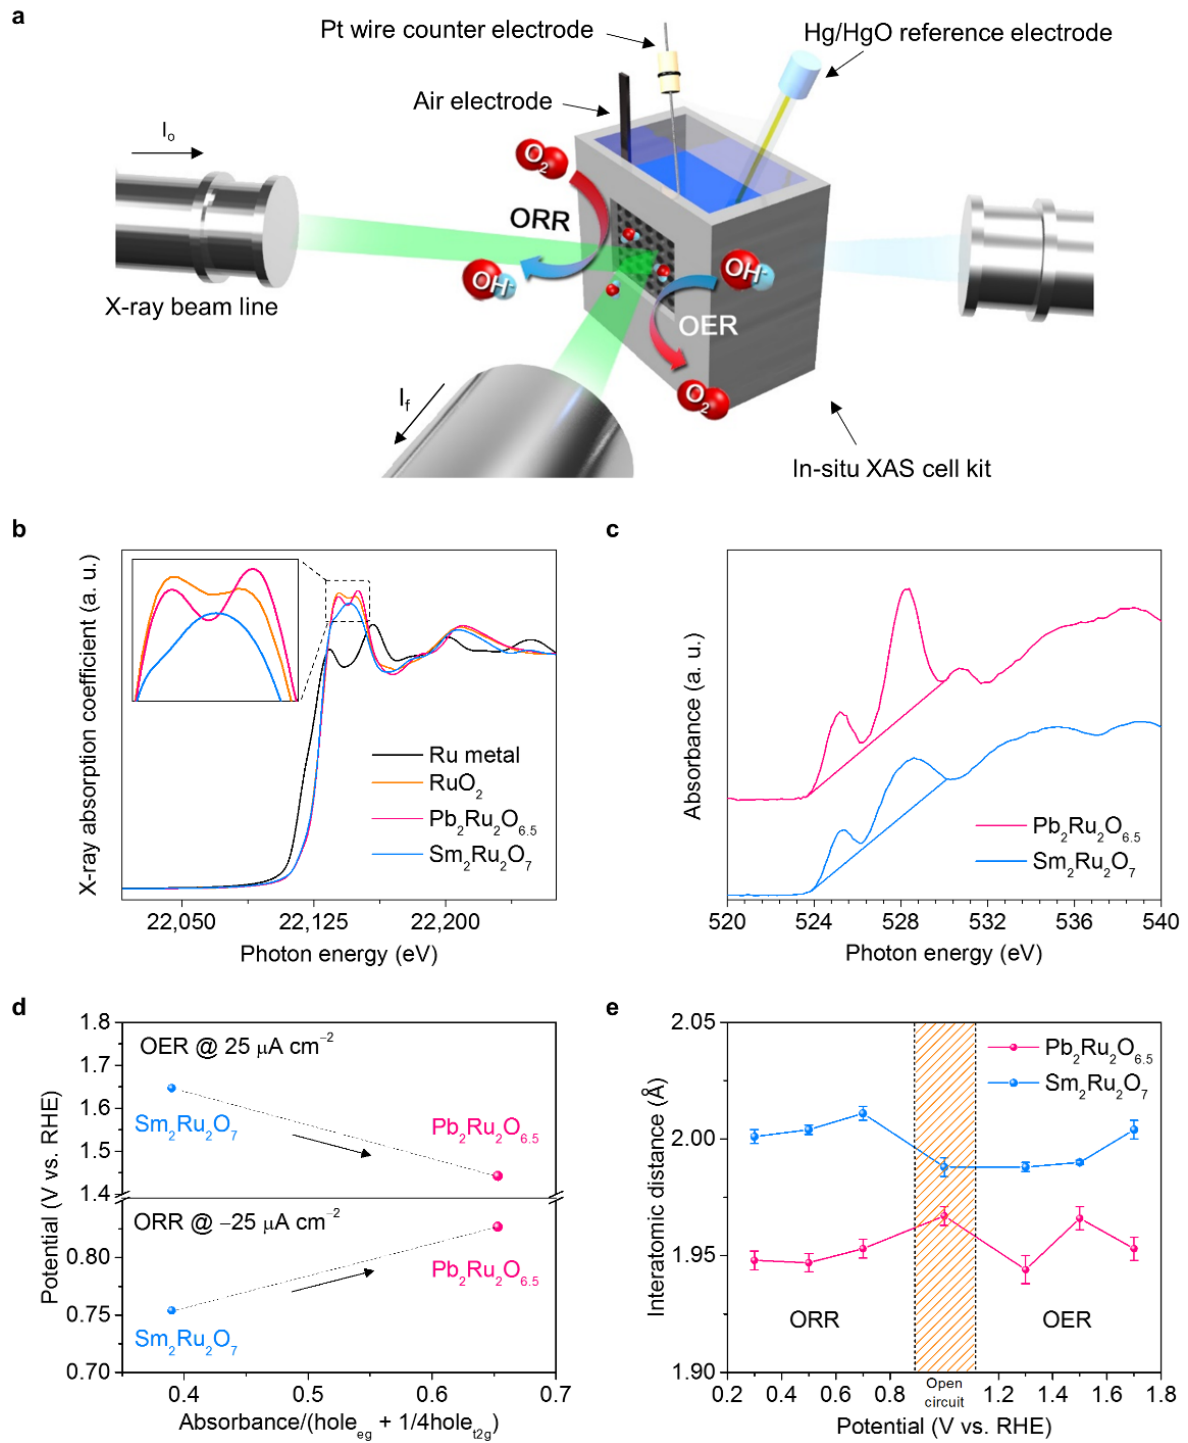 a
Pt wire counter electrode
Hg/HgO reference electrode
Air electrode
I₀
O₂
ORR
OH⁻
OH⁻
X-ray beam line
OER
O₂
I_f
In-situ XAS cell kit
b
X-ray absorption coefficient (a. u.)
Ru metal
RuO₂
Pb₂Ru₂O₆.₅
Sm₂Ru₂O₇
22,050 22,125 22,200
Photon energy (eV)
c
Absorbance (a. u.)
Pb₂Ru₂O₆.₅
Sm₂Ru₂O₇
520 524 528 532 536 540
Photon energy (eV)
d
Potential (V vs. RHE)
1.8
1.7
1.6
1.5
1.4
0.80
0.75
0.70
OER @ 25 μA cm⁻²
Sm₂Ru₂O₇
Pb₂Ru₂O₆.₅
ORR @ −25 μA cm⁻²
Pb₂Ru₂O₆.₅
Sm₂Ru₂O₇
0.4 0.5 0.6 0.7
Absorbance/(hole_eg + 1/4hole_t2g)
e
Interatomic distance (Å)
2.05
2.00
1.95
1.90
Pb₂Ru₂O₆.₅
Sm₂Ru₂O₇
ORR
OER
0.2 0.4 0.6 0.8 Open circuit 1.2 1.4 1.6 1.8
Potential (V vs. RHE)